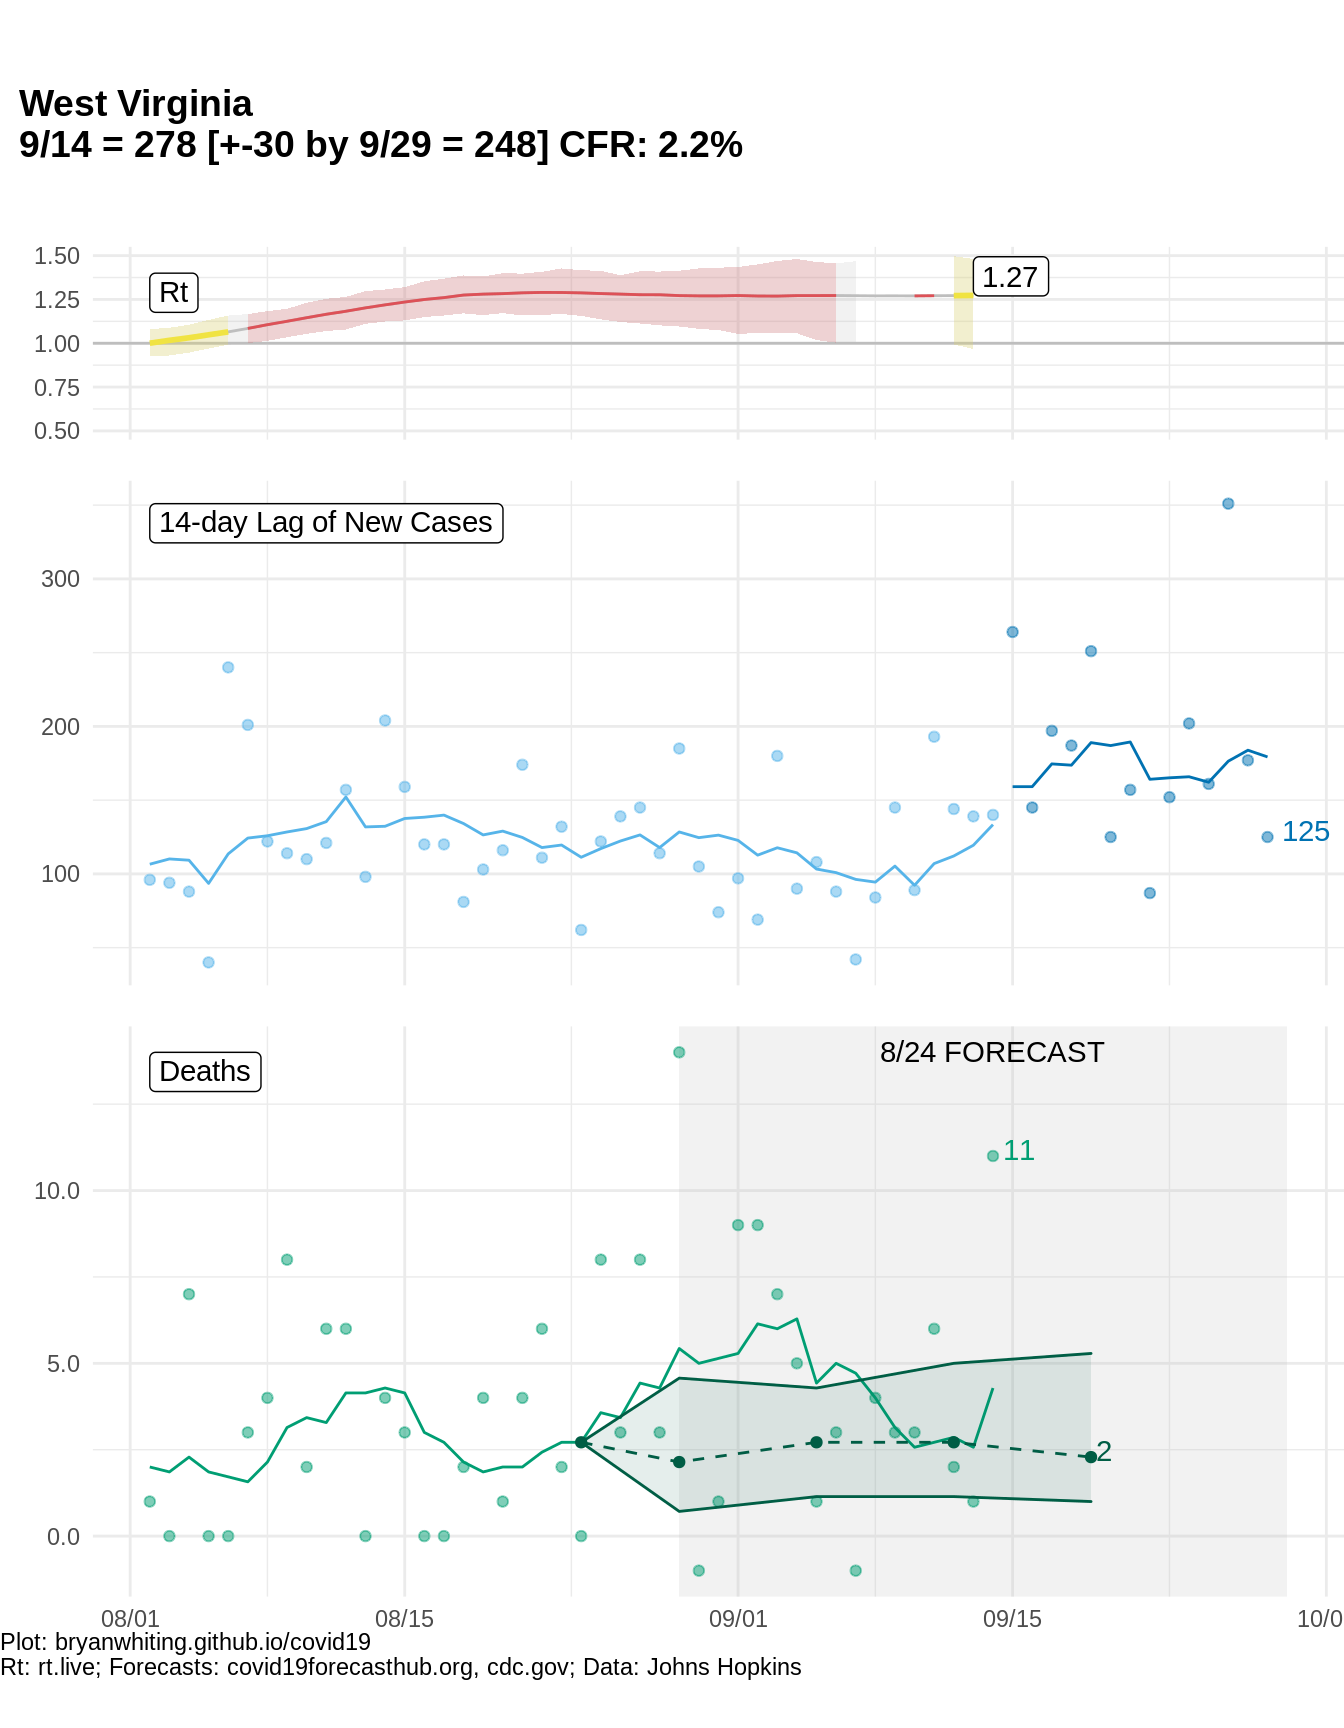 West Virginia
9/14 = 278 [+-30 by 9/29 = 248] CFR: 2.2%
1.50
1.25
1.00
0.75
0.50
Rt
1.27
14-day Lag of New Cases
300
200
100
125
Deaths
8/24 FORECAST
11
10.0
5.0
0.0
2
08/01 08/15 09/01 09/15 10/0
Plot: bryanwhiting.github.io/covid19
Rt: rt.live; Forecasts: covid19forecasthub.org, cdc.gov; Data: Johns Hopkins